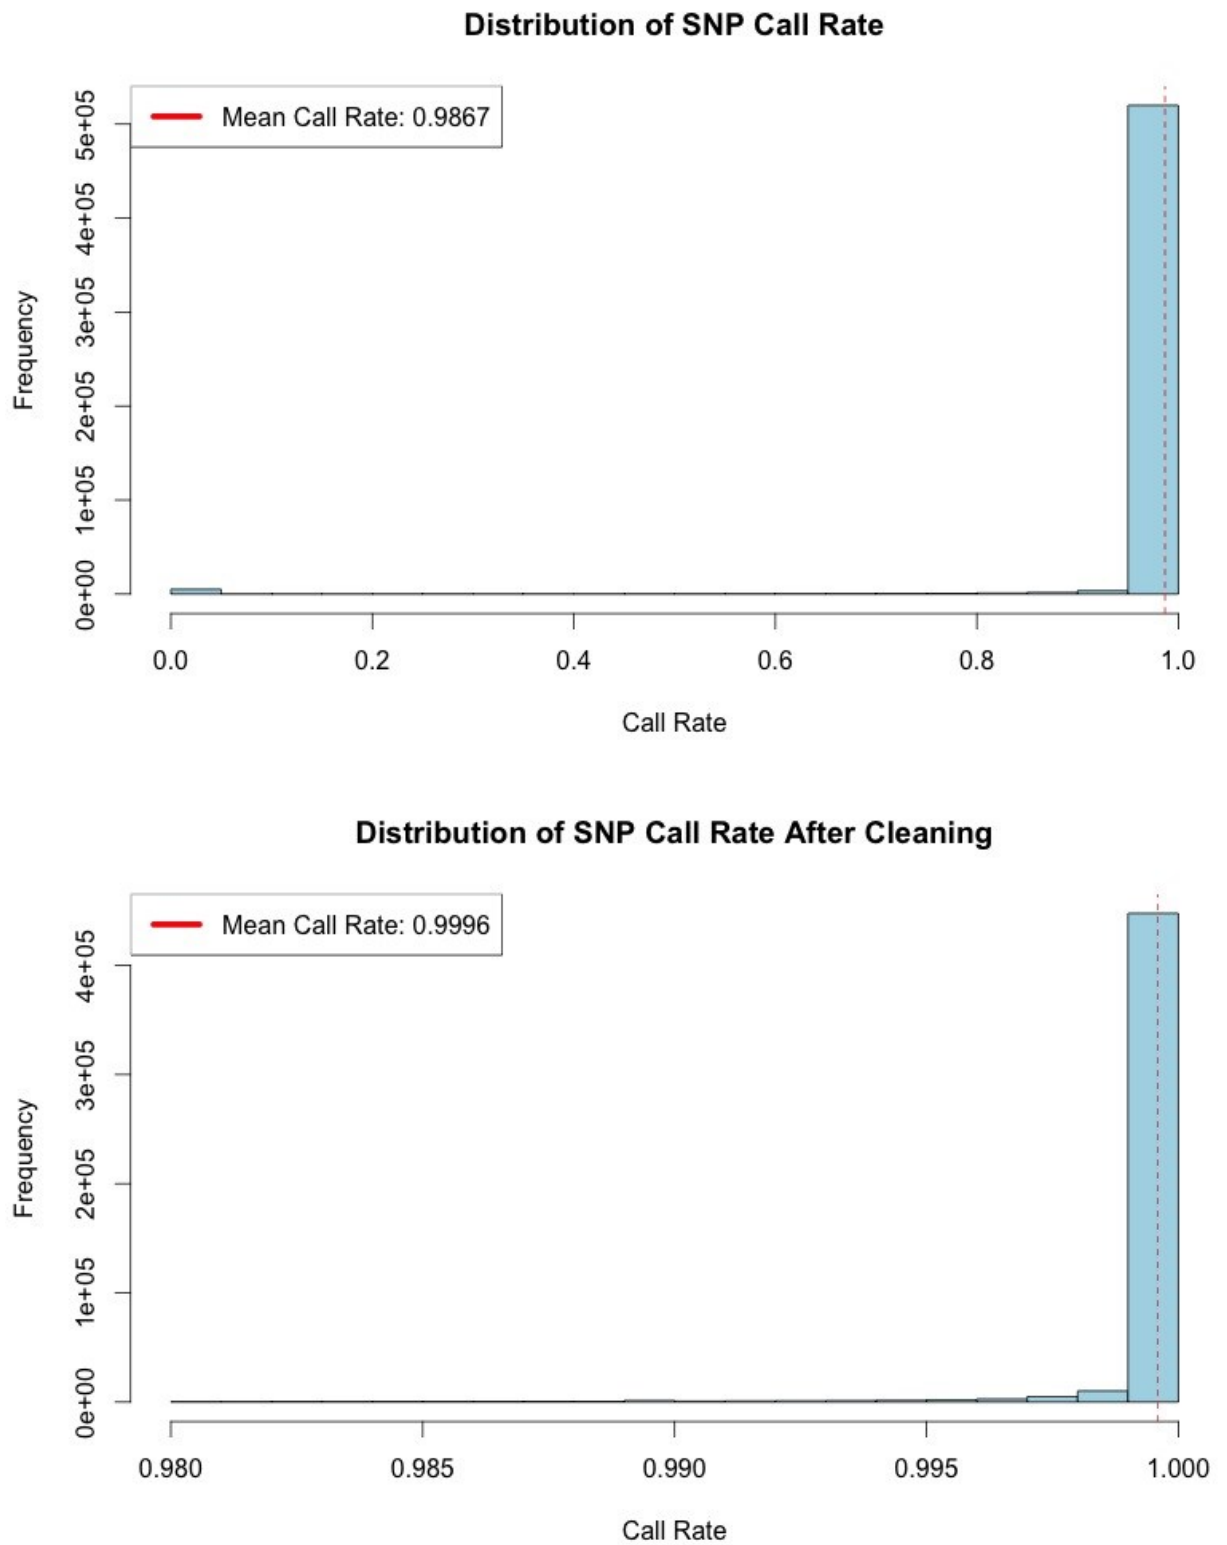 Distribution of SNP Call Rate
Mean Call Rate: 0.9867
Frequency
5e+05
4e+05
3e+05
2e+05
1e+05
0e+00
0.0 0.2 0.4 0.6 0.8 1.0
Call Rate
Distribution of SNP Call Rate After Cleaning
Mean Call Rate: 0.9996
Frequency
4e+05
3e+05
2e+05
1e+05
0e+00
0.980 0.985 0.990 0.995 1.000
Call Rate